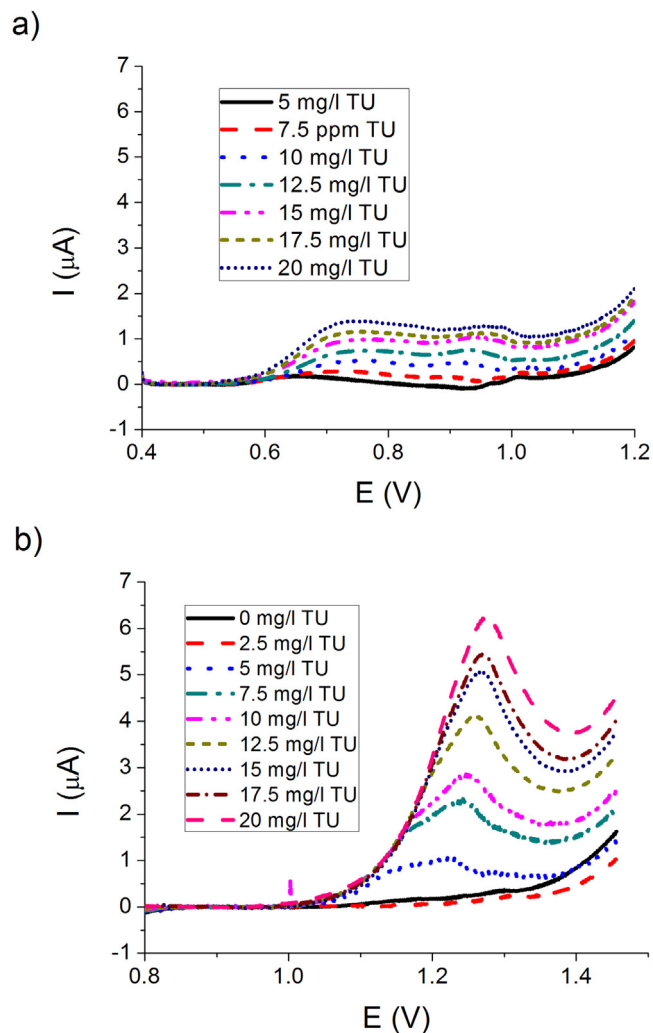 a)
7
6
5
4
3
2
1
0
-1
I (μA)
5 mg/l TU
7.5 ppm TU
10 mg/l TU
12.5 mg/l TU
15 mg/l TU
17.5 mg/l TU
20 mg/l TU
0.4 0.6 0.8 1.0 1.2
E (V)
b)
7
6
5
4
3
2
1
0
-1
I (μA)
0 mg/l TU
2.5 mg/l TU
5 mg/l TU
7.5 mg/l TU
10 mg/l TU
12.5 mg/l TU
15 mg/l TU
17.5 mg/l TU
20 mg/l TU
0.8 1.0 1.2 1.4
E (V)